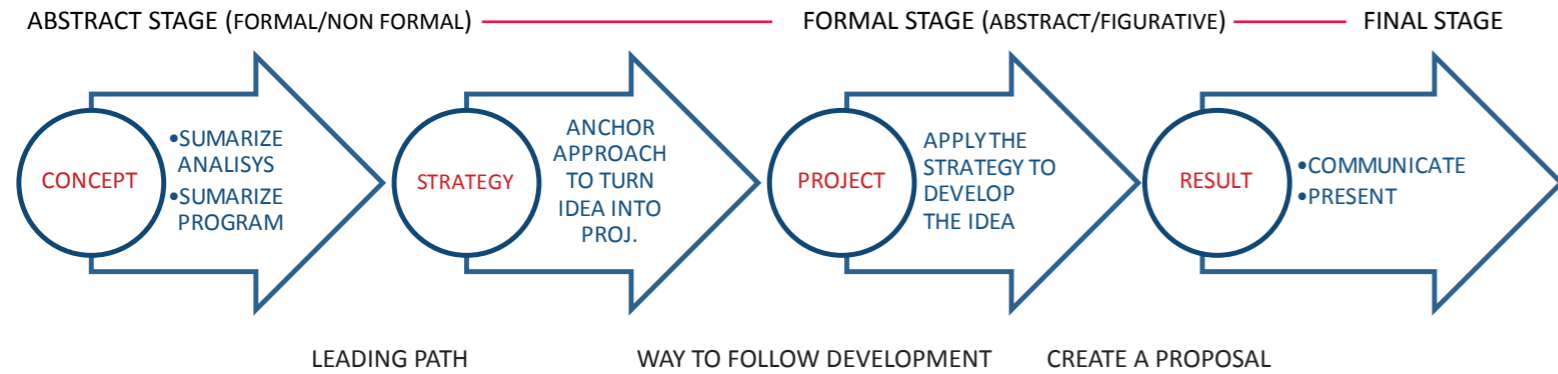 ABSTRACT STAGE (FORMAL/NON FORMAL)
FORMAL STAGE (ABSTRACT/FIGURATIVE)
FINAL STAGE
CONCEPT
•SUMARIZE
ANALISYS
•SUMARIZE
PROGRAM
STRATEGY
ANCHOR
APPROACH
TO TURN
IDEA INTO
PROJ.
PROJECT
APPLY THE
STRATEGY TO
DEVELOP
THE IDEA
RESULT
•COMMUNICATE
•PRESENT
LEADING PATH
WAY TO FOLLOW DEVELOPMENT
CREATE A PROPOSAL